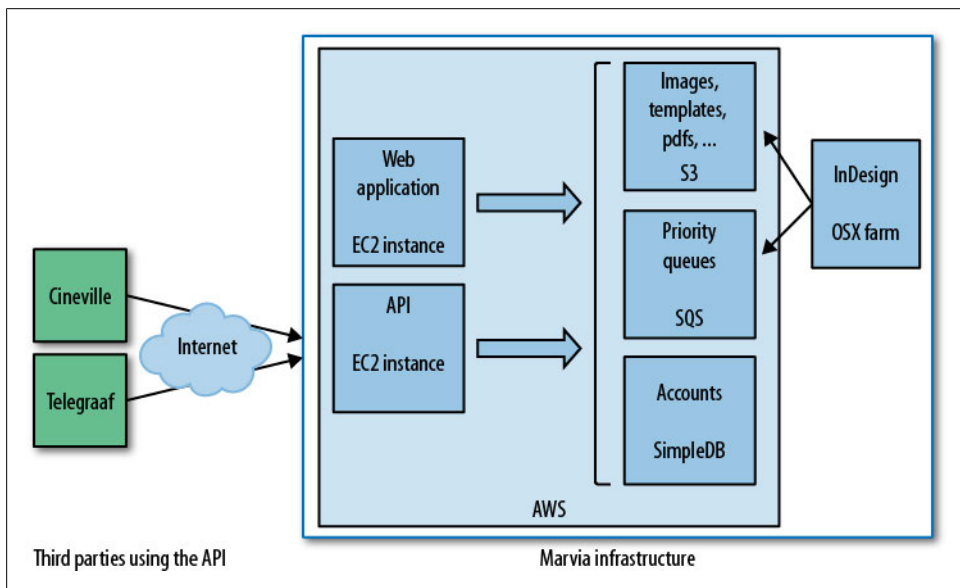 Cineville
Telegraaf
Internet
Web
application
EC2 instance
API
EC2 instance
Images,
templates,
pdfs, ...
S3
Priority
queues
SQS
Accounts
SimpleDB
InDesign
OSX farm
AWS
Third parties using the API
Marvia infrastructure